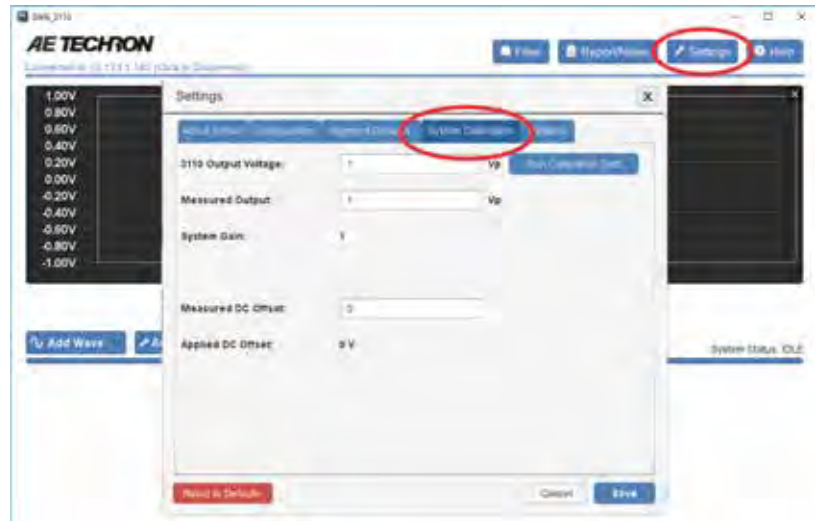 SWG_3110
AE TECHRON
Files
Report/Notes
Settings
Help
1.00V
0.80V
0.60V
0.40V
0.20V
0.00V
-0.20V
-0.40V
-0.60V
-0.80V
-1.00V
Settings
X
System Calibration
3110 Output Voltage:
1
Vp
Run Calibration Test
Measured Output:
1
Vp
System Gain:
1
Measured DC Offset:
0
Applied DC Offset:
0 V
Add Wave
System Status: IDLE
Reset to Defaults
Cancel
Save